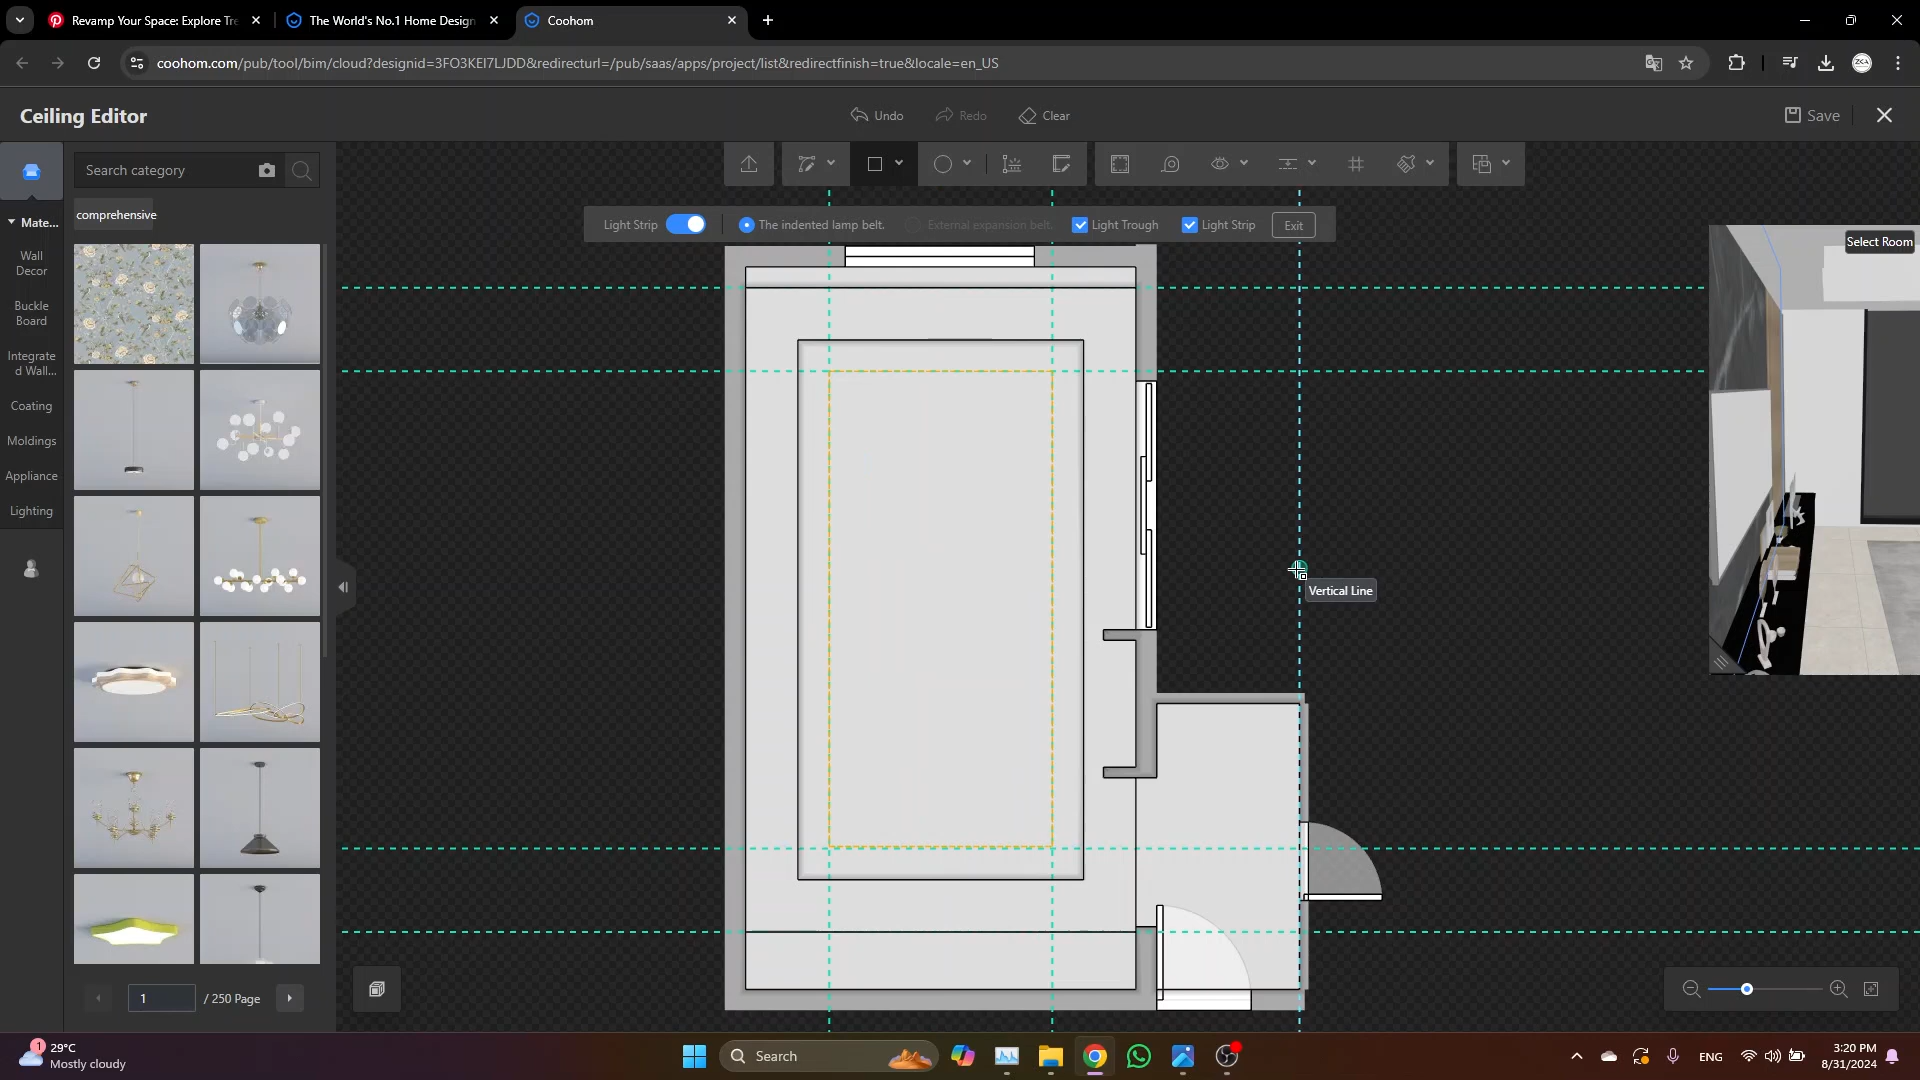 Revamp Your Space: Explore Tre
The World's No.1 Home Design
Coohom
coohom.com/pub/tool/bim/cloud?designid=3FO3KEI7LJDD&redirecturl=/pub/saas/apps/project/list&redirectfinish=true&locale=en_US
Ceiling Editor
Undo
Redo
Clear
Save
Search category
comprehensive
Mate...
Wall
Decor
Buckle
Board
Integrate
d Wall...
Coating
Moldings
Appliance
Lighting
Light Strip
The indented lamp belt.
External expansion belt.
Light Trough
Light Strip
Exit
Select Room
Vertical Line
1
/ 250 Page
1
29°C
Mostly cloudy
Search
ENG
3:20 PM
8/31/2024